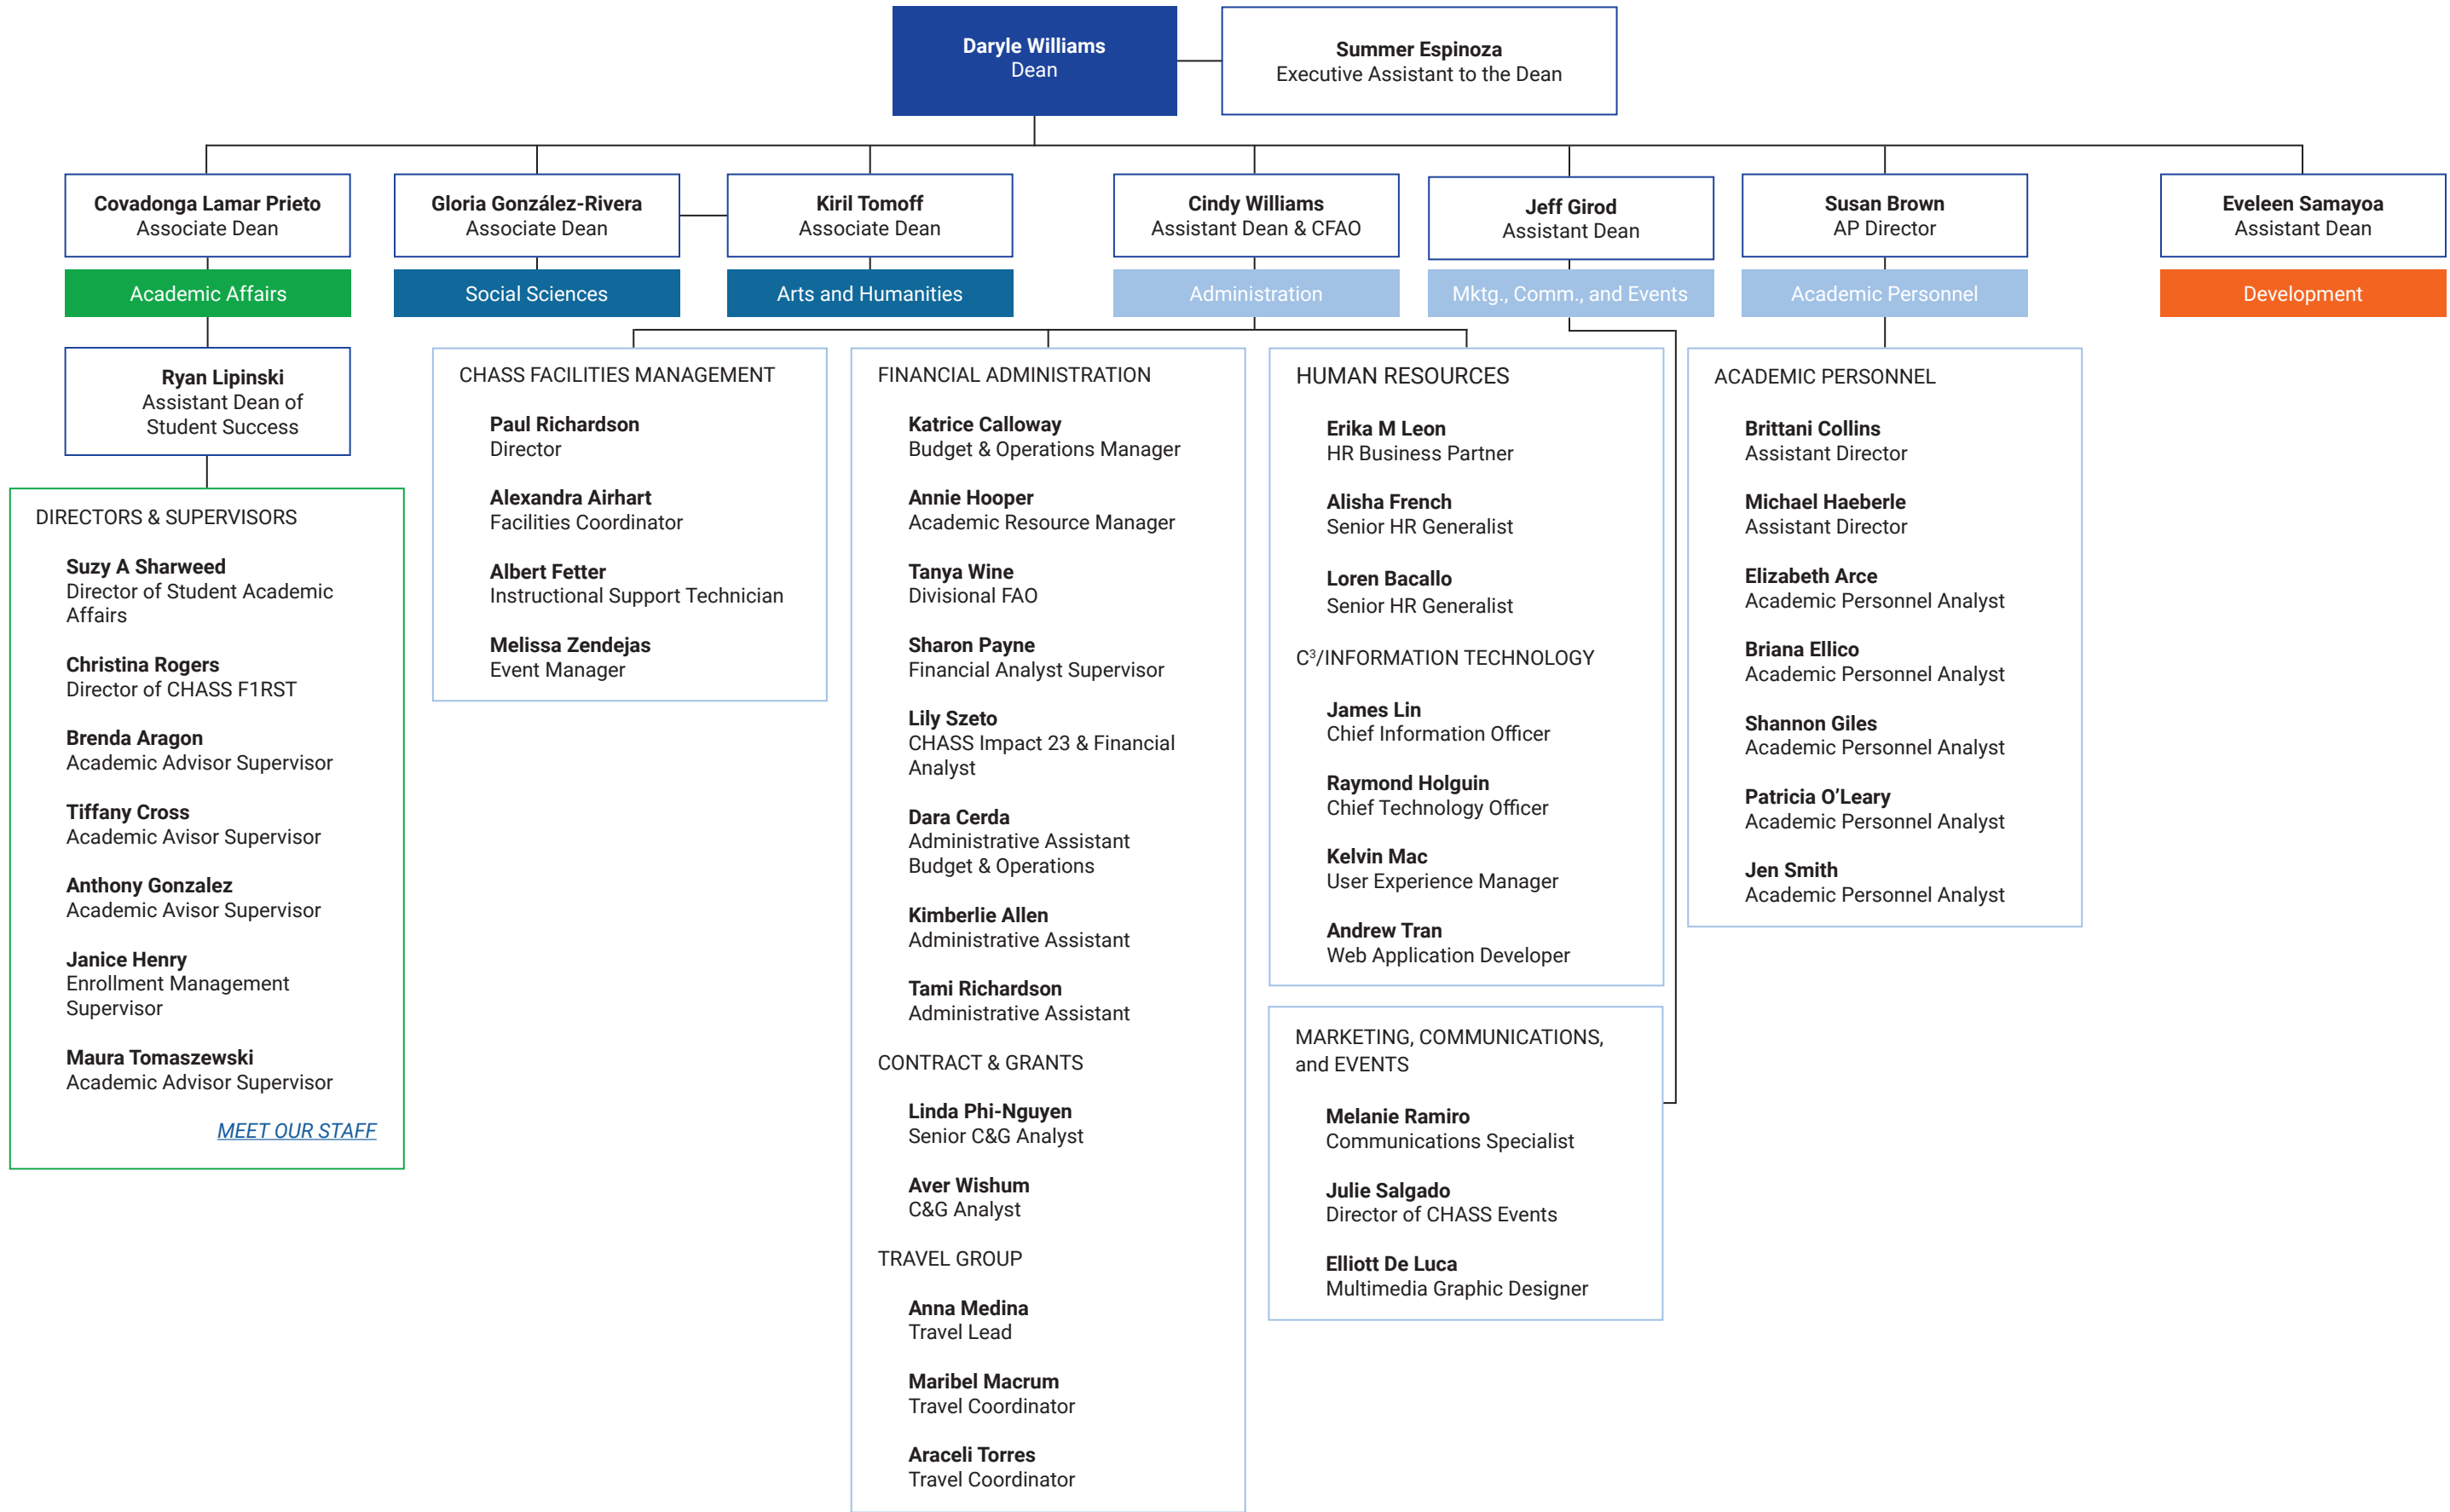 Daryle Williams
Dean
Summer Espinoza
Executive Assistant to the Dean
Covadonga Lamar Prieto
Associate Dean
Academic Affairs
Gloria González-Rivera
Associate Dean
Social Sciences
Kiril Tomoff
Associate Dean
Arts and Humanities
Cindy Williams
Assistant Dean & CFAO
Administration
Jeff Girod
Assistant Dean
Mktg., Comm., and Events
Susan Brown
AP Director
Academic Personnel
Eveleen Samayoa
Assistant Dean
Development
Ryan Lipinski
Assistant Dean of
Student Success
DIRECTORS & SUPERVISORS
Suzy A Sharweed
Director of Student Academic
Affairs
Christina Rogers
Director of CHASS F1RST
Brenda Aragon
Academic Advisor Supervisor
Tiffany Cross
Academic Avisor Supervisor
Anthony Gonzalez
Academic Avisor Supervisor
Janice Henry
Enrollment Management
Supervisor
Maura Tomaszewski
Academic Advisor Supervisor
MEET OUR STAFF
CHASS FACILITIES MANAGEMENT
Paul Richardson
Director
Alexandra Airhart
Facilities Coordinator
Albert Fetter
Instructional Support Technician
Melissa Zendejas
Event Manager
FINANCIAL ADMINISTRATION
Katrice Calloway
Budget & Operations Manager
Annie Hooper
Academic Resource Manager
Tanya Wine
Divisional FAO
Sharon Payne
Financial Analyst Supervisor
Lily Szeto
CHASS Impact 23 & Financial
Analyst
Dara Cerda
Administrative Assistant
Budget & Operations
Kimberlie Allen
Administrative Assistant
Tami Richardson
Administrative Assistant
CONTRACT & GRANTS
Linda Phi-Nguyen
Senior C&G Analyst
Aver Wishum
C&G Analyst
TRAVEL GROUP
Anna Medina
Travel Lead
Maribel Macrum
Travel Coordinator
Araceli Torres
Travel Coordinator
HUMAN RESOURCES
Erika M Leon
HR Business Partner
Alisha French
Senior HR Generalist
Loren Bacallo
Senior HR Generalist
C³/INFORMATION TECHNOLOGY
James Lin
Chief Information Officer
Raymond Holguin
Chief Technology Officer
Kelvin Mac
User Experience Manager
Andrew Tran
Web Application Developer
MARKETING, COMMUNICATIONS,
and EVENTS
Melanie Ramiro
Communications Specialist
Julie Salgado
Director of CHASS Events
Elliott De Luca
Multimedia Graphic Designer
ACADEMIC PERSONNEL
Brittani Collins
Assistant Director
Michael Haeberle
Assistant Director
Elizabeth Arce
Academic Personnel Analyst
Briana Ellico
Academic Personnel Analyst
Shannon Giles
Academic Personnel Analyst
Patricia O’Leary
Academic Personnel Analyst
Jen Smith
Academic Personnel Analyst